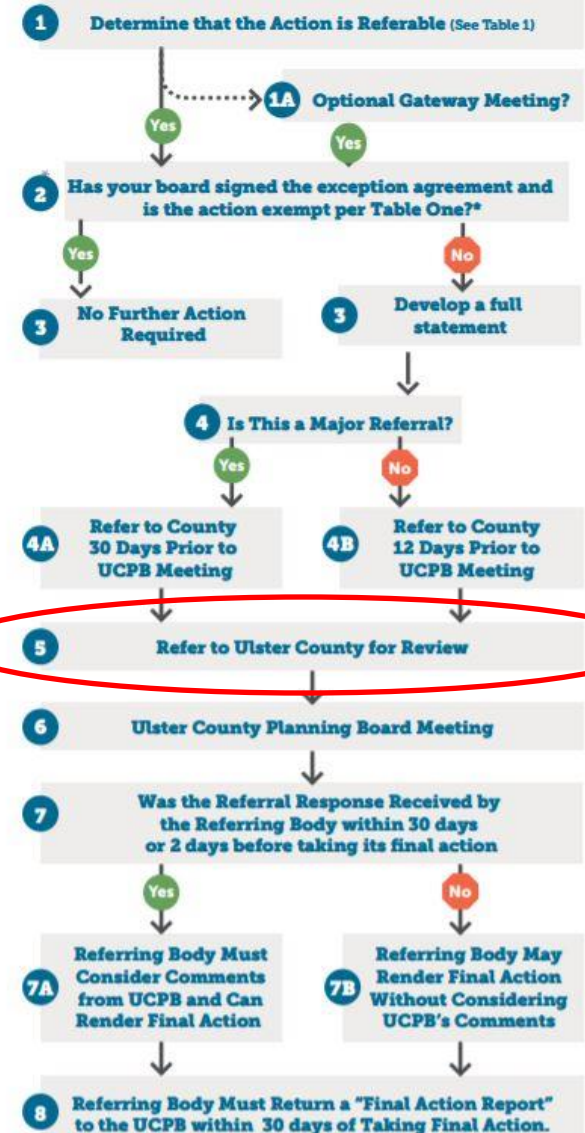 1 Determine that the Action is Referable (See Table 1)
1A Optional Gateway Meeting?
Yes
Yes
2 Has your board signed the exception agreement and
is the action exempt per Table One?*
Yes
No
3 No Further Action
Required
3 Develop a full
statement
4 Is This a Major Referral?
Yes
No
4A Refer to County
30 Days Prior to
UCPB Meeting
4B Refer to County
12 Days Prior to
UCPB Meeting
5 Refer to Ulster County for Review
6 Ulster County Planning Board Meeting
7 Was the Referral Response Received by
the Referring Body within 30 days
or 2 days before taking its final action
Yes
No
7A Referring Body Must
Consider Comments
from UCPB and Can
Render Final Action
7B Referring Body May
Render Final Action
Without Considering
UCPB's Comments
8 Referring Body Must Return a "Final Action Report"
to the UCPB within 30 days of Taking Final Action.